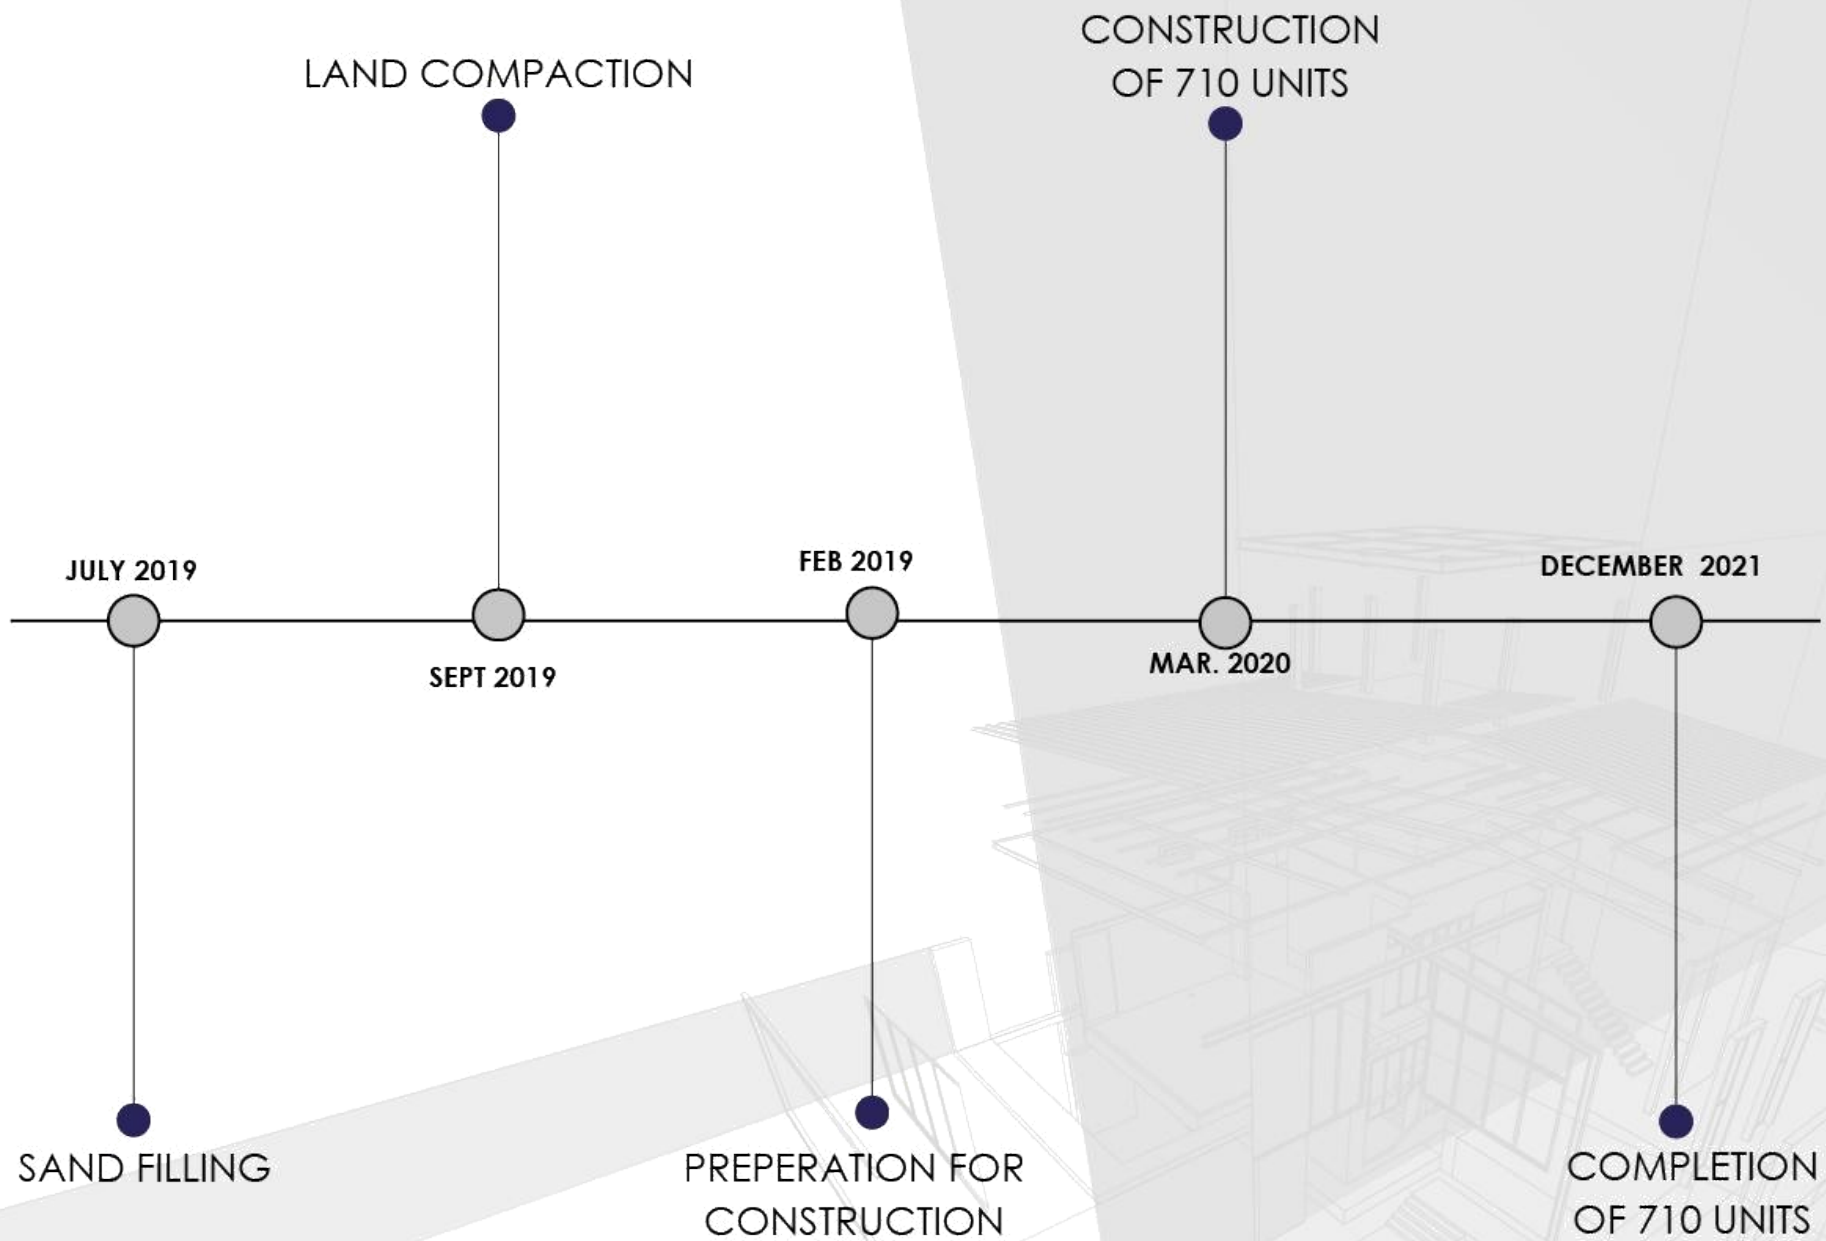 LAND COMPACTION
CONSTRUCTION
OF 710 UNITS
JULY 2019
SEPT 2019
FEB 2019
MAR. 2020
DECEMBER 2021
SAND FILLING
PREPERATION FOR
CONSTRUCTION
COMPLETION
OF 710 UNITS